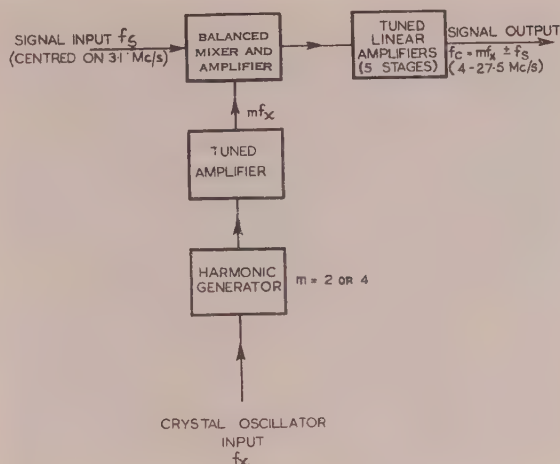 SIGNAL INPUT fS
(CENTRED ON 3·1 Mc/s)
BALANCED
MIXER AND
AMPLIFIER
TUNED
LINEAR
AMPLIFIERS
(5 STAGES)
SIGNAL OUTPUT
fC = mfx ± fS
(4-27·5 Mc/s)
mfx
TUNED
AMPLIFIER
HARMONIC
GENERATOR
m = 2 OR 4
CRYSTAL OSCILLATOR
INPUT
fx